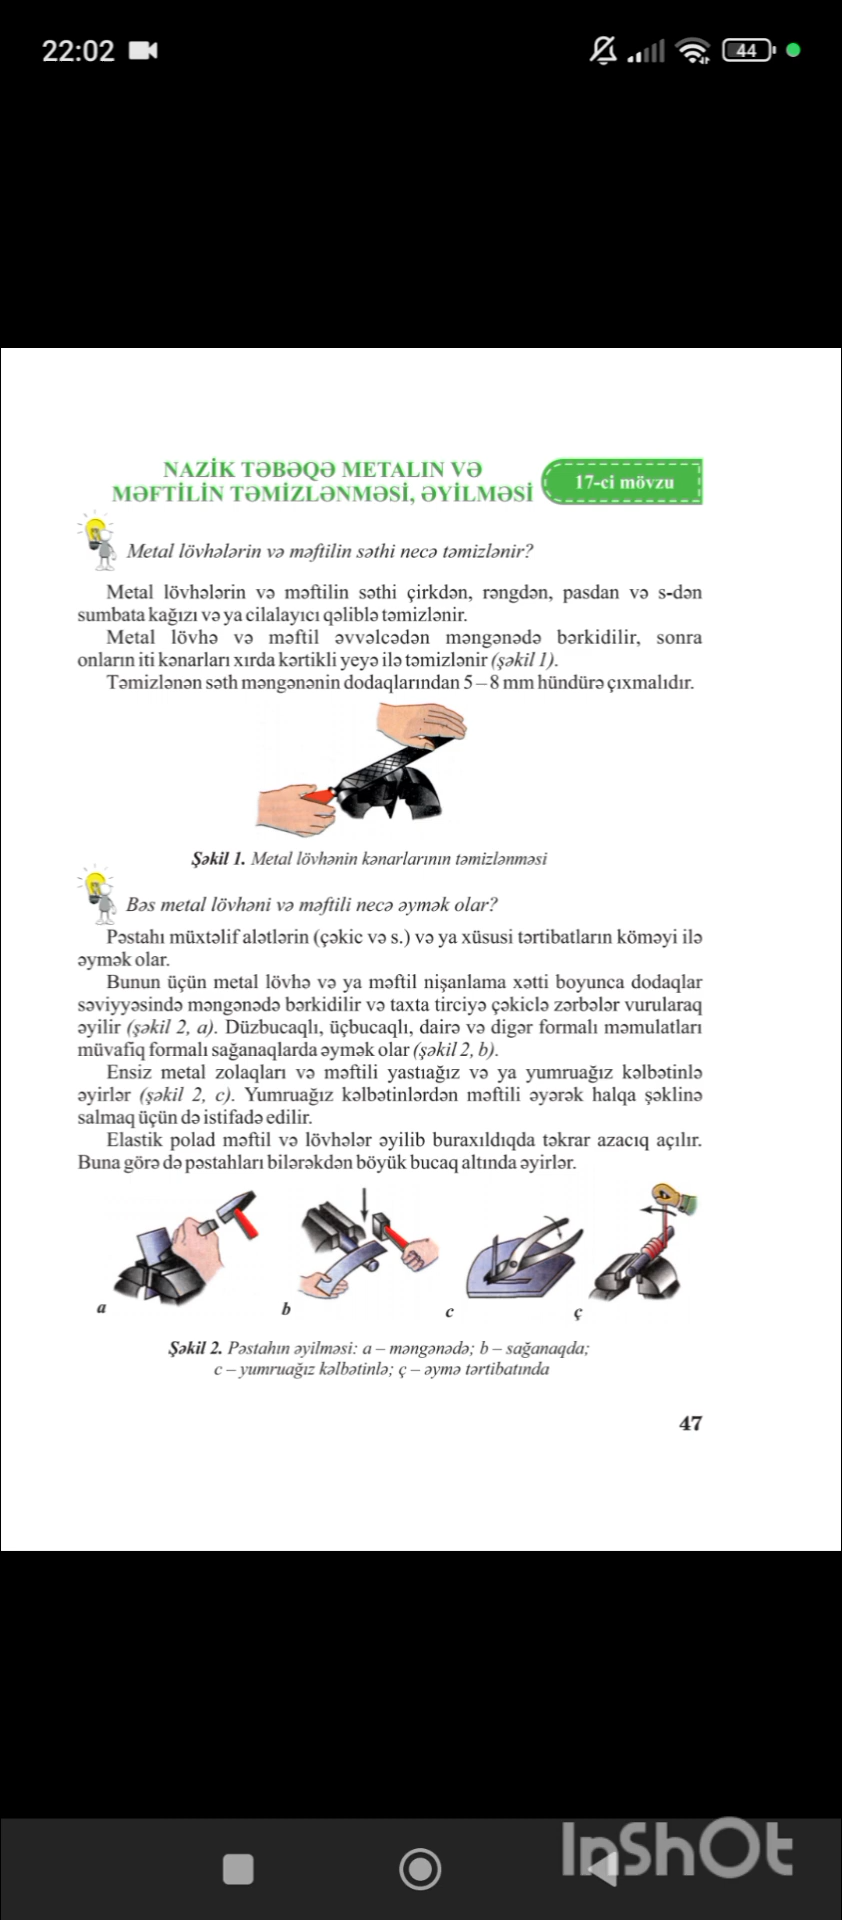 22:02
44
NAZİK TƏBƏQƏ METALIN VƏ
MƏFTİLİN TƏMİZLƏNMƏSİ, ƏYİLMƏSİ
17-ci mövzu
Metal lövhələrin və məftilin səthi necə təmizlənir?
Metal lövhələrin və məftilin səthi çirkdən, rəngdən, pasdan və s-dən
sumbata kağızı və ya cilalayıcı qəliblə təmizlənir.
Metal lövhə və məftil əvvəlcədən məngənədə bərkidilir, sonra
onların iti kənarları xırda kərtikli yeyə ilə təmizlənir (şəkil 1).
Təmizlənən səth məngənənin dodaqlarından 5 – 8 mm hündürə çıxmalıdır.
Şəkil 1. Metal lövhənin kənarlarının təmizlənməsi
Bəs metal lövhəni və məftili necə əymək olar?
Pəstahı müxtəlif alətlərin (çəkic və s.) və ya xüsusi tərtibatların köməyi ilə
əymək olar.
Bunun üçün metal lövhə və ya məftil nişanlama xətti boyunca dodaqlar
səviyyəsində məngənədə bərkidilir və taxta tirciyə çəkiclə zərbələr vurularaq
əyilir (şəkil 2, a). Düzbucaqlı, üçbucaqlı, dairə və digər formalı məmulatları
müvafiq formalı sağanaqlarda əymək olar (şəkil 2, b).
Ensiz metal zolaqları və məftili yastıağız və ya yumruağız kəlbətinlə
əyirlər (şəkil 2, c). Yumruağız kəlbətinlərdən məftili əyərək halqa şəklinə
salmaq üçün də istifadə edilir.
Elastik polad məftil və lövhələr əyilib buraxıldıqda təkrar azacıq açılır.
Buna görə də pəstahları bilərəkdən böyük bucaq altında əyirlər.
a b c ç
Şəkil 2. Pəstahın əyilməsi: a – məngənədə; b – sağanaqda;
c – yumruağız kəlbətinlə; ç – əymə tərtibatında
47
InShOt